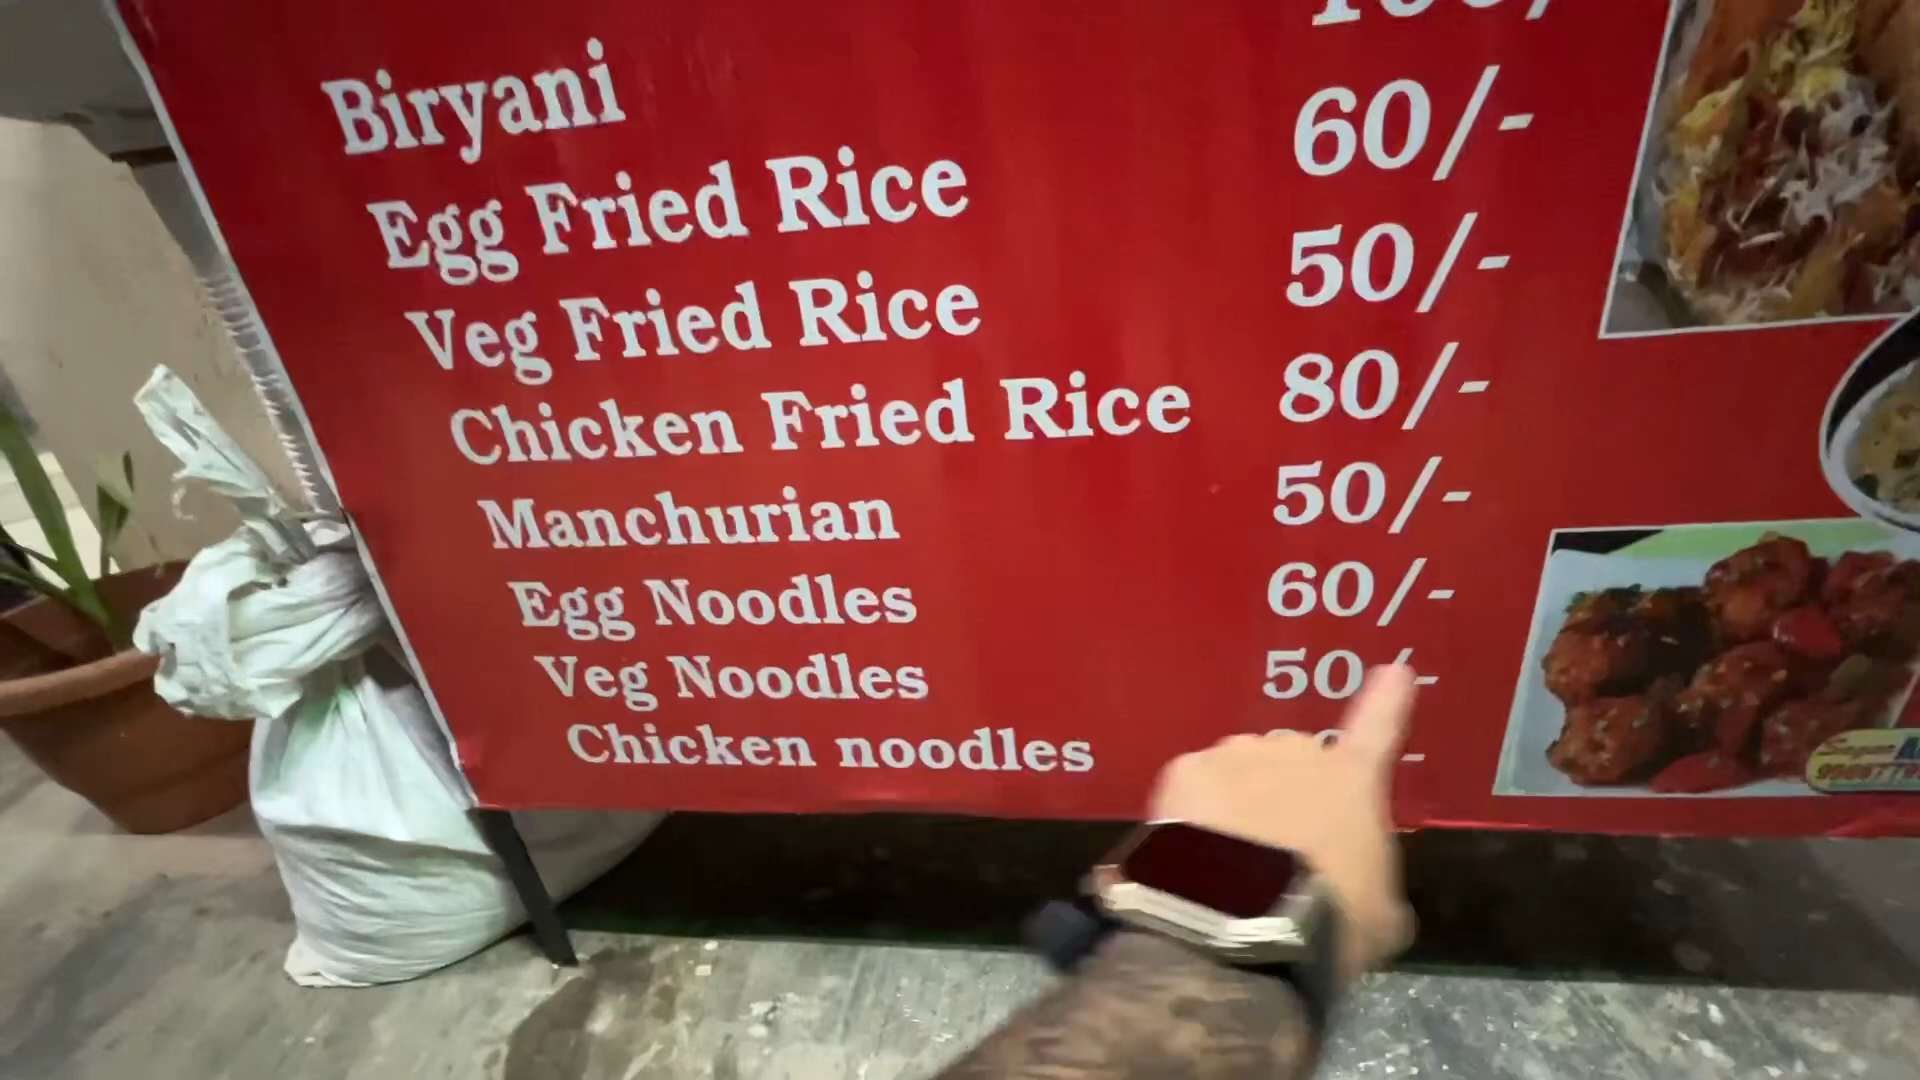 Biryani
Egg Fried Rice 60/-
Veg Fried Rice 50/-
Chicken Fried Rice 80/-
Manchurian 50/-
Egg Noodles 60/-
Veg Noodles 50/-
Chicken noodles